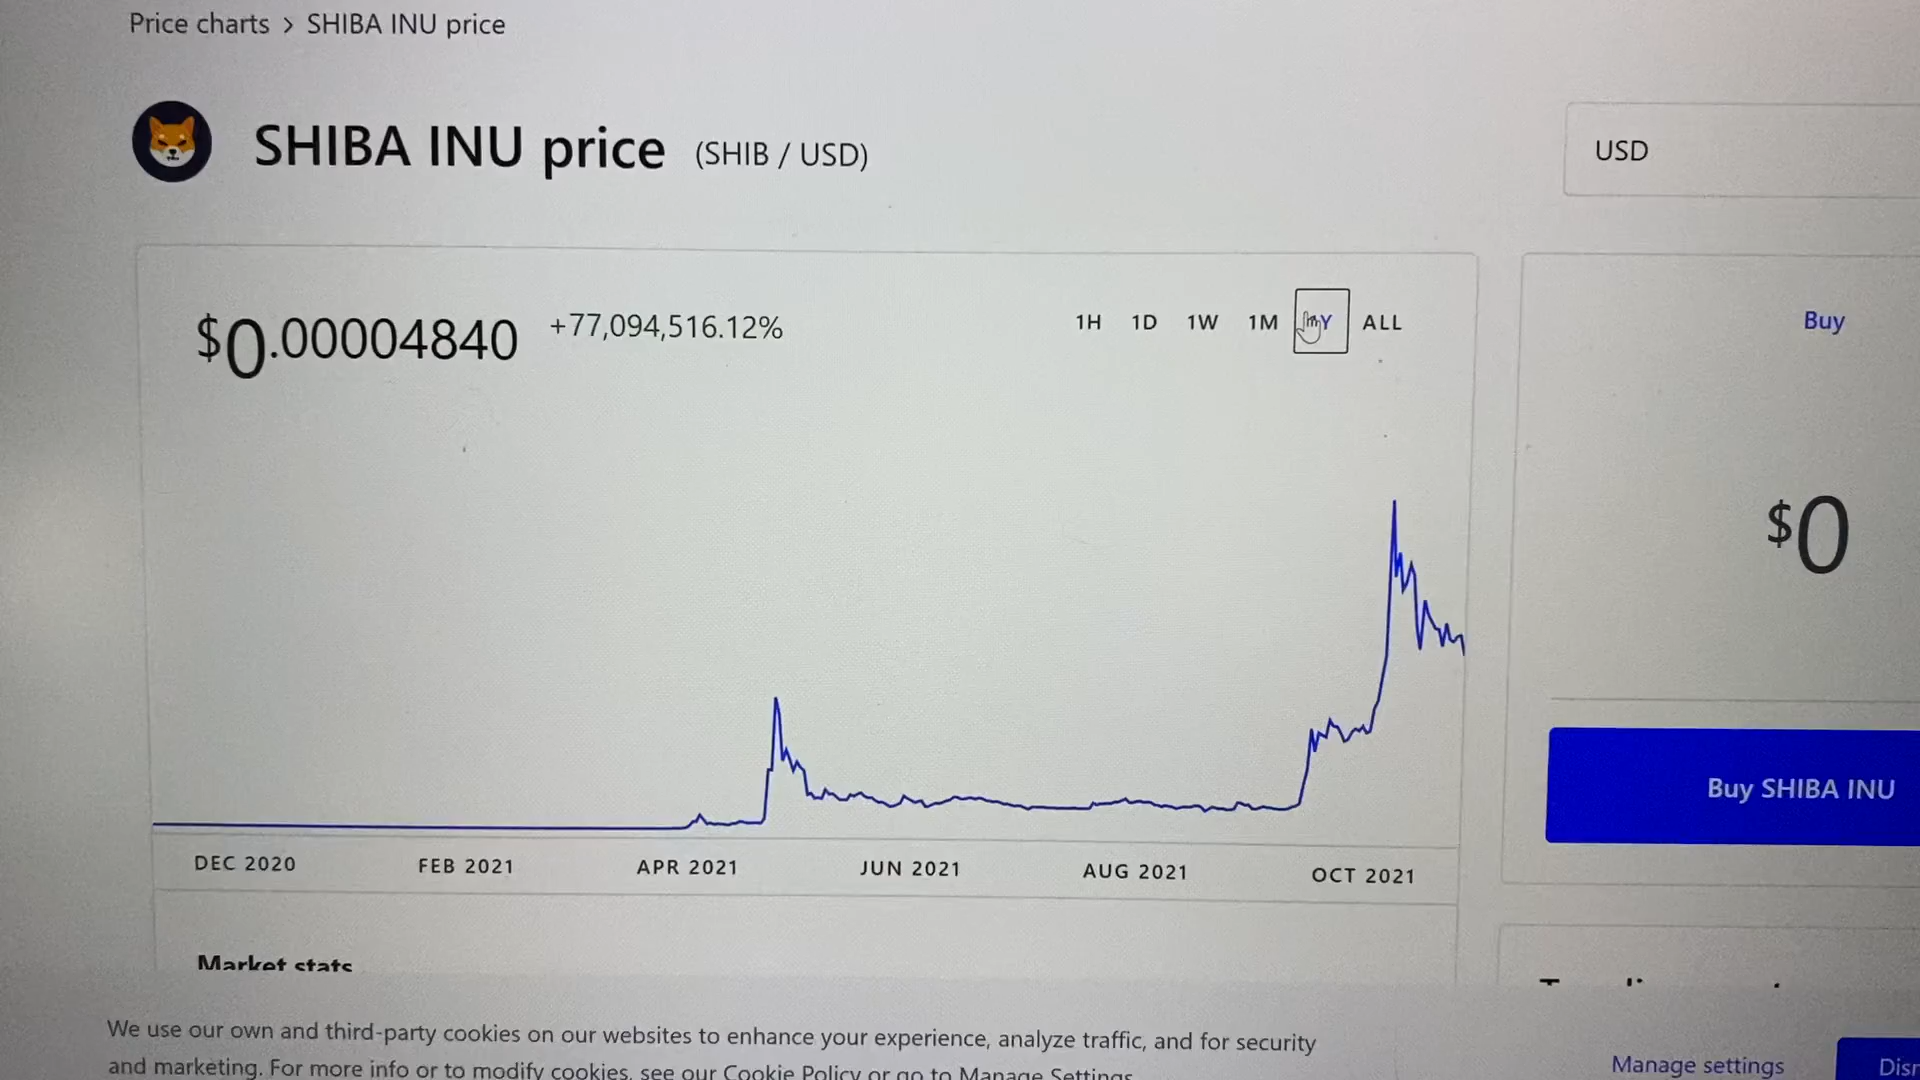 Price charts > SHIBA INU price
SHIBA INU price (SHIB / USD)
USD
$0.00004840 +77,094,516.12%
1H 1D 1W 1M 1Y ALL
Buy
$0
Buy SHIBA INU
DEC 2020 FEB 2021 APR 2021 JUN 2021 AUG 2021 OCT 2021
Market stats
We use our own and third-party cookies on our websites to enhance your experience, analyze traffic, and for security
and marketing. For more info or to modify cookies, see our Cookie Policy or go to Manage Settings.
Manage settings